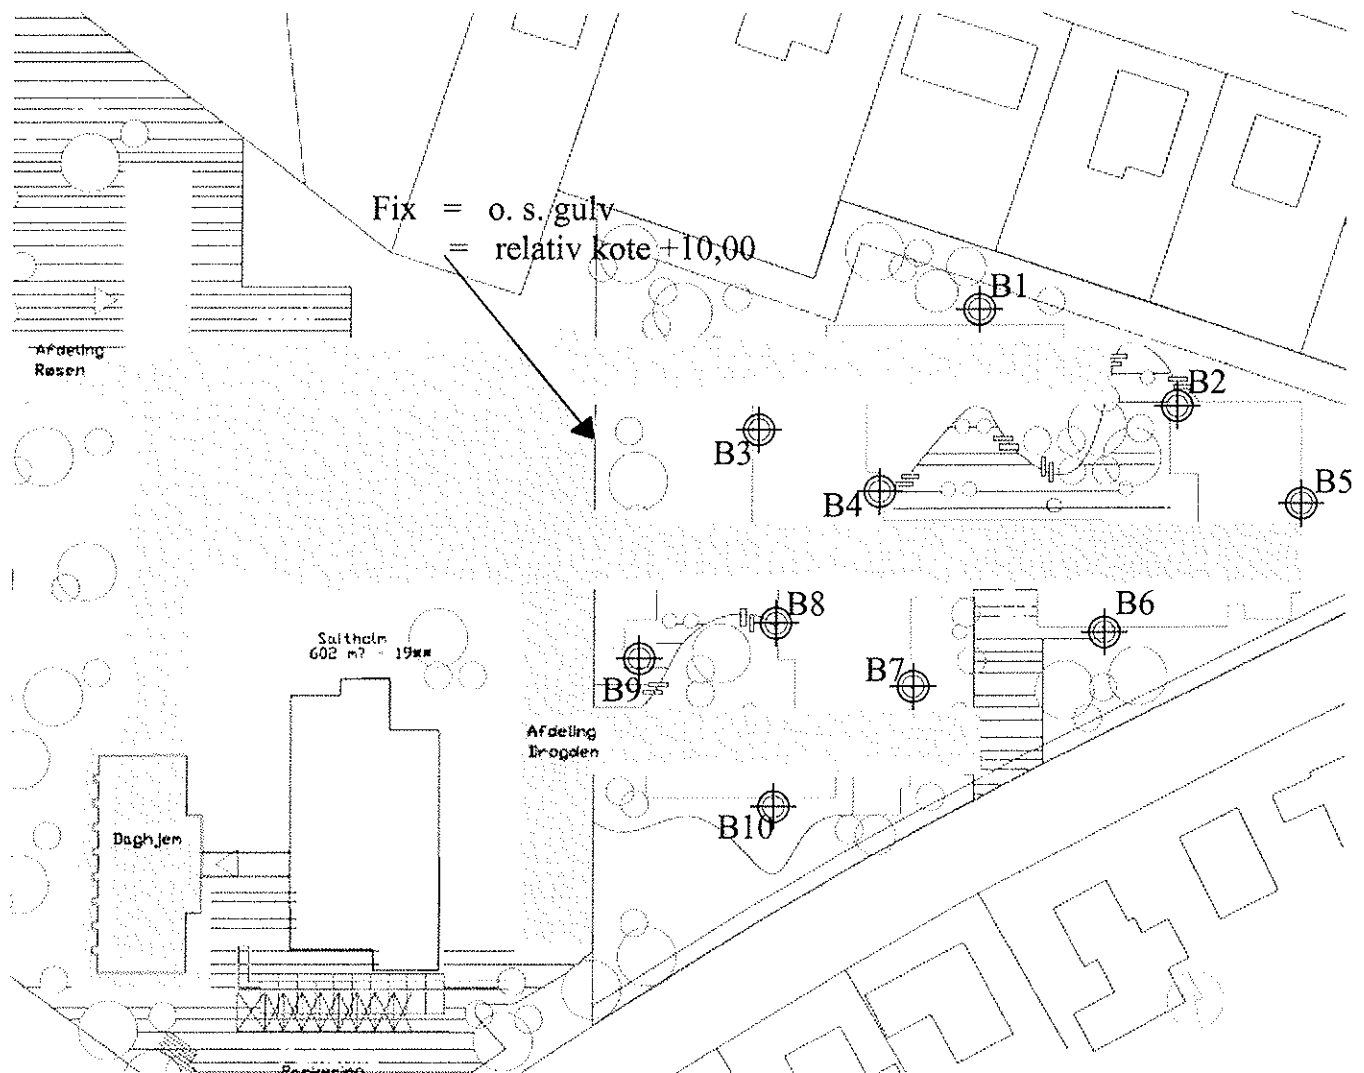 Fix = o. s. gulv
= relativ kote +10,00
B1
Afdeling
Røsen
B2
B3
B4
B5
B8
B6
Saltholm
602 m? - 19**
B9
B7
Afdeling
Drogden
B10
Daghjem